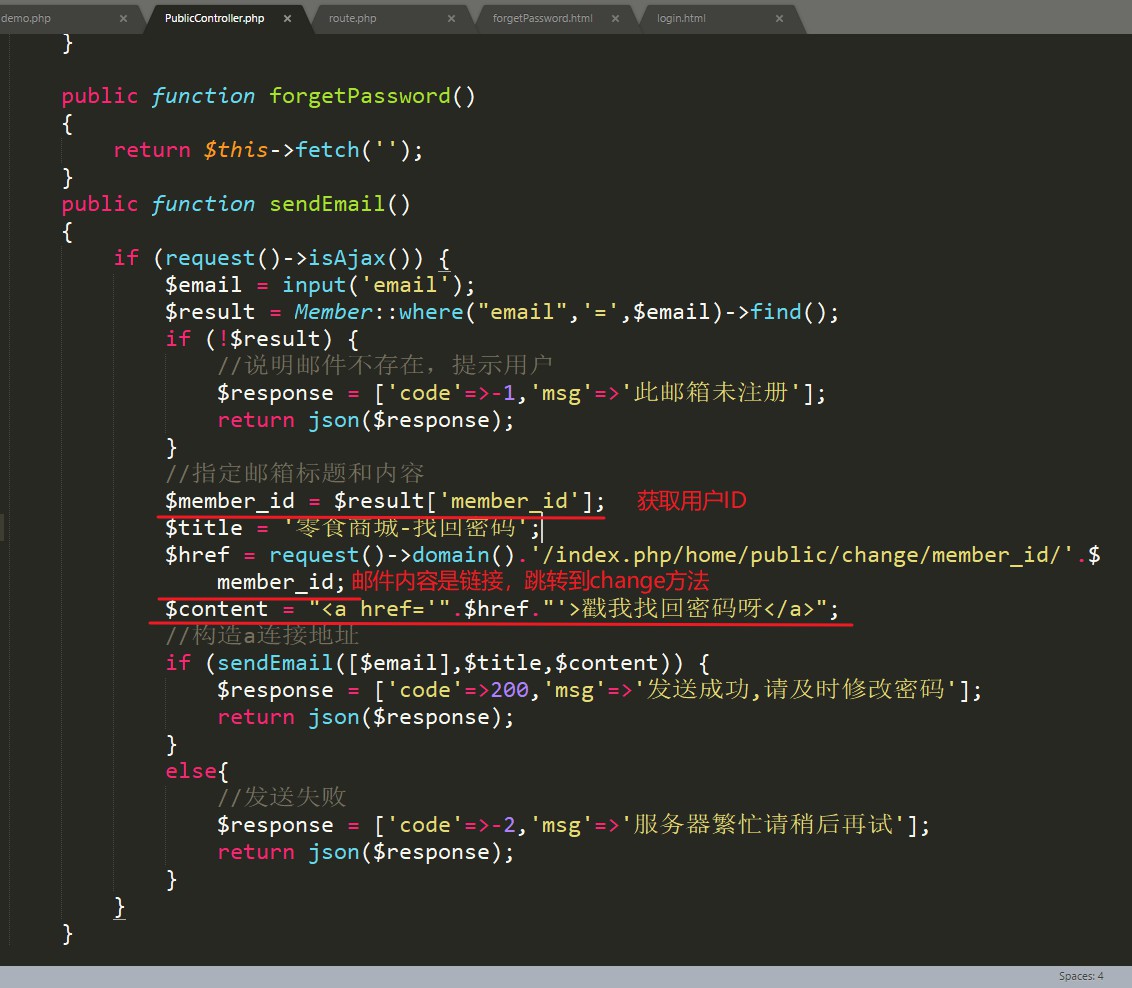 demo.php × PublicController.php × route.php × forgetPassword.html × login.html ×
}
public function forgetPassword()
{
return $this->fetch('');
}
public function sendEmail()
{
if (request()->isAjax()) {
$email = input('email');
$result = Member::where("email",'=',$email)->find();
if (!$result) {
//说明邮件不存在，提示用户
$response = ['code'=>-1,'msg'=>'此邮箱未注册'];
return json($response);
}
//指定邮箱标题和内容
$member_id = $result['member_id']; 获取用户ID
$title = '零食商城-找回密码';
$href = request()->domain().'/index.php/home/public/change/member_id/'.$
member_id; 邮件内容是链接，跳转到change方法
$content = "<a href='".$href."'>戳我找回密码呀</a>";
//构造a连接地址
if (sendEmail([$email],$title,$content)) {
$response = ['code'=>200,'msg'=>'发送成功,请及时修改密码'];
return json($response);
}
else{
//发送失败
$response = ['code'=>-2,'msg'=>'服务器繁忙请稍后再试'];
return json($response);
}
}
}
Spaces: 4